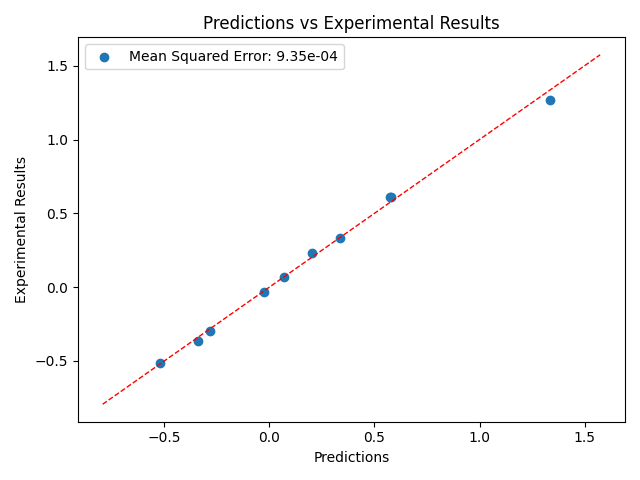 Predictions vs Experimental Results
Mean Squared Error: 9.35e-04
Experimental Results
1.5
1.0
0.5
0.0
−0.5
−0.5
0.0
0.5
1.0
1.5
Predictions